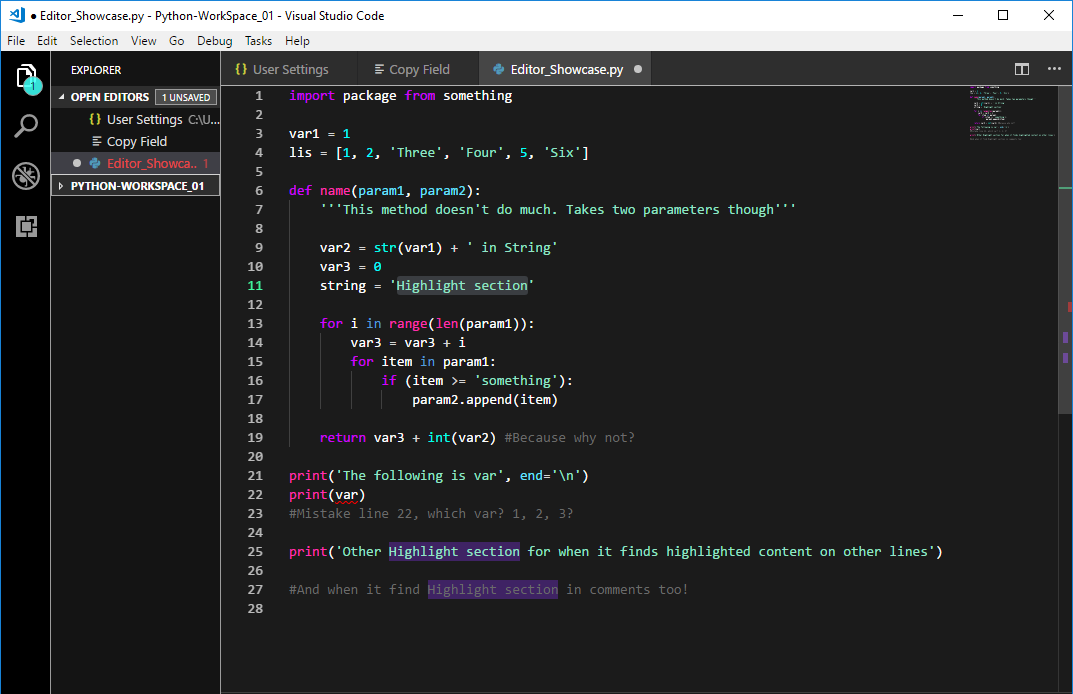 ● Editor_Showcase.py - Python-WorkSpace_01 - Visual Studio Code
File Edit Selection View Go Debug Tasks Help
1
EXPLORER
OPEN EDITORS 1 UNSAVED
{} User Settings C:\U...
Copy Field
● Editor_Showca.. 1
PYTHON-WORKSPACE_01
{} User Settings Copy Field Editor_Showcase.py ●
1 import package from something
2
3 var1 = 1
4 lis = [1, 2, 'Three', 'Four', 5, 'Six']
5
6 def name(param1, param2):
7     '''This method doesn't do much. Takes two parameters though'''
8
9     var2 = str(var1) + ' in String'
10     var3 = 0
11     string = 'Highlight section'
12
13     for i in range(len(param1)):
14         var3 = var3 + i
15         for item in param1:
16             if (item >= 'something'):
17                 param2.append(item)
18
19     return var3 + int(var2) #Because why not?
20
21 print('The following is var', end='\n')
22 print(var)
23 #Mistake line 22, which var? 1, 2, 3?
24
25 print('Other Highlight section for when it finds highlighted content on other lines')
26
27 #And when it find Highlight section in comments too!
28